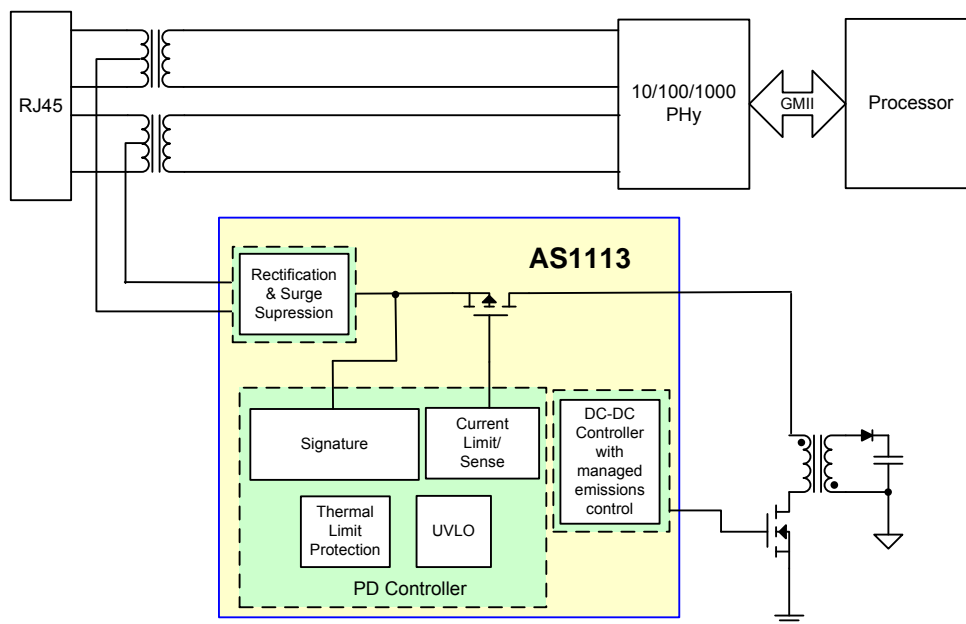 RJ45
10/100/1000
PHy
GMII
Processor
AS1113
Rectification
& Surge
Supression
Signature
Current
Limit/
Sense
DC-DC
Controller
with
managed
emissions
control
Thermal
Limit
Protection
UVLO
PD Controller